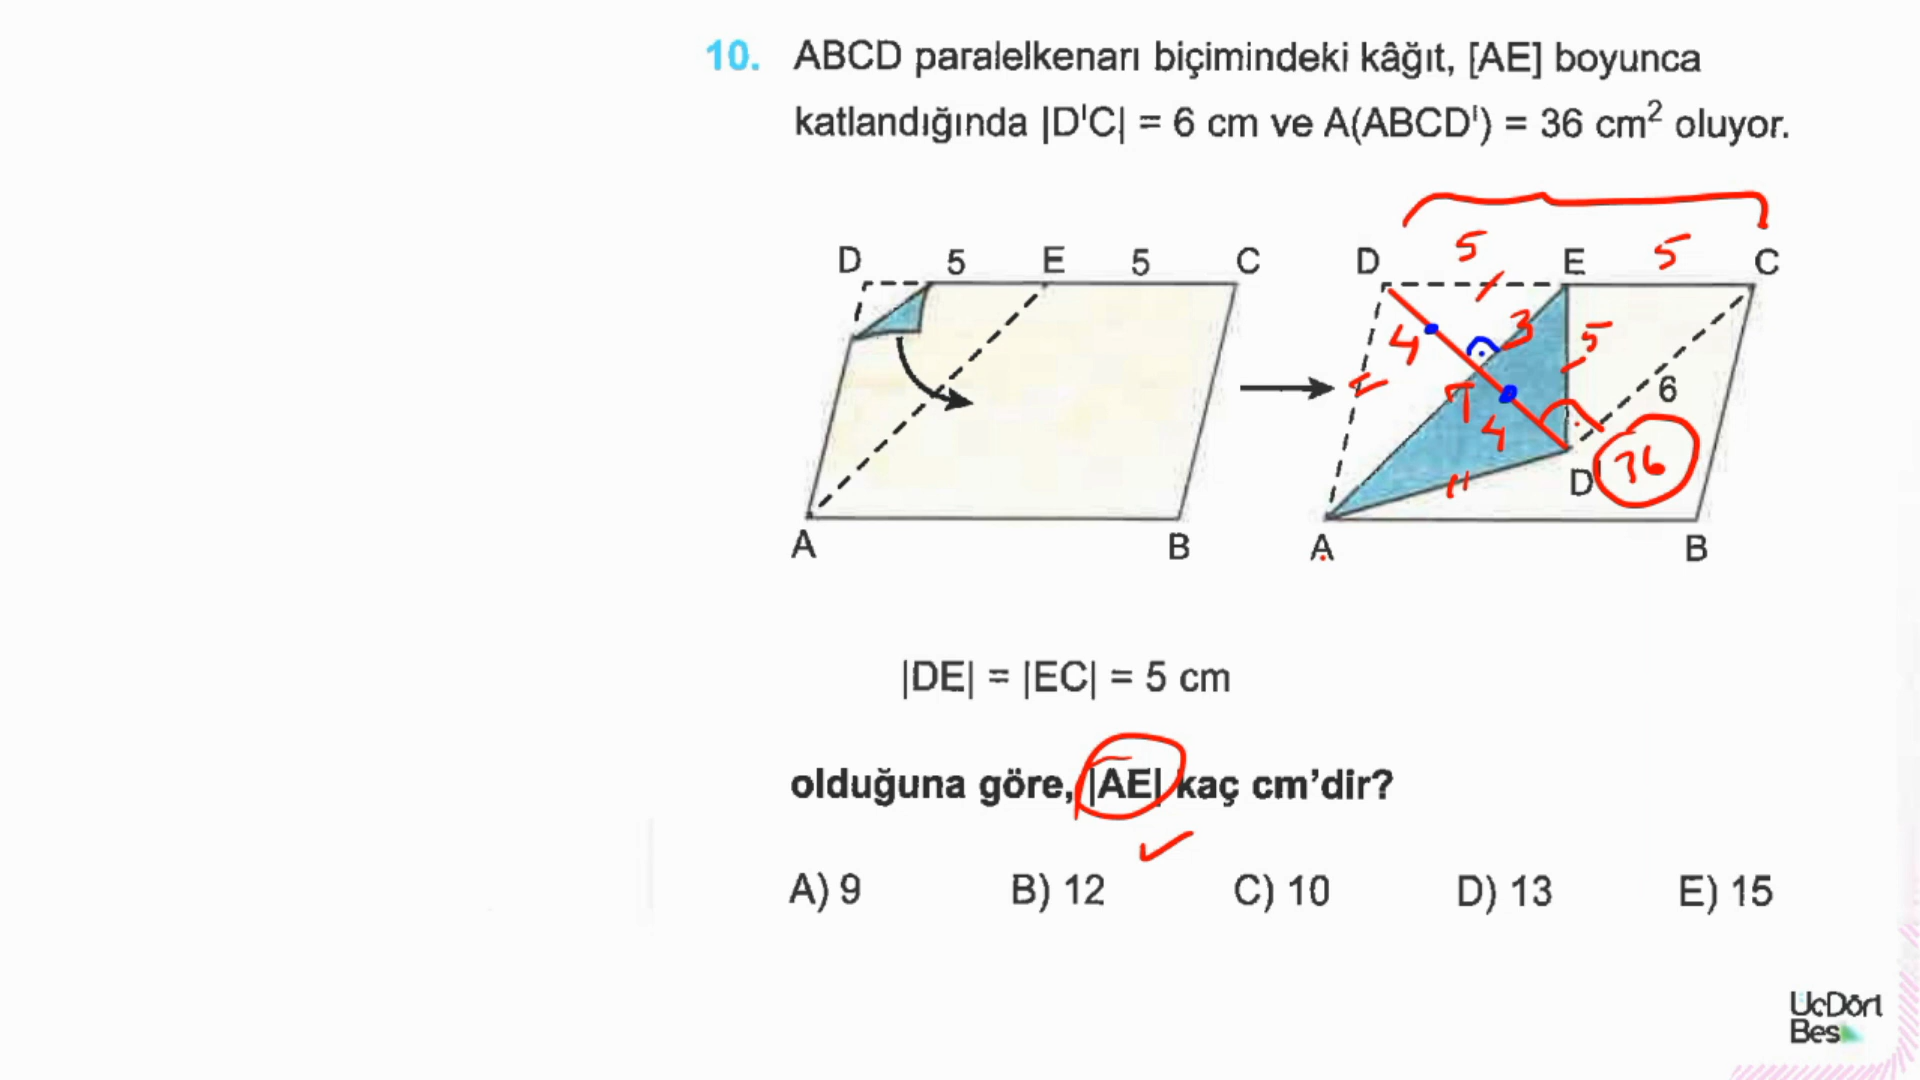 10. ABCD paralelkenarı biçimindeki kâğıt, [AE] boyunca
katlandığında |D'C| = 6 cm ve A(ABCD') = 36 cm² oluyor.
5 5
D 5 E 5 C D E C
4 3 5
6
4
D' 36
A B A B
|DE| = |EC| = 5 cm
olduğuna göre, |AE| kaç cm'dir?
A) 9 B) 12 C) 10 D) 13 E) 15
ÜçDört
Beş